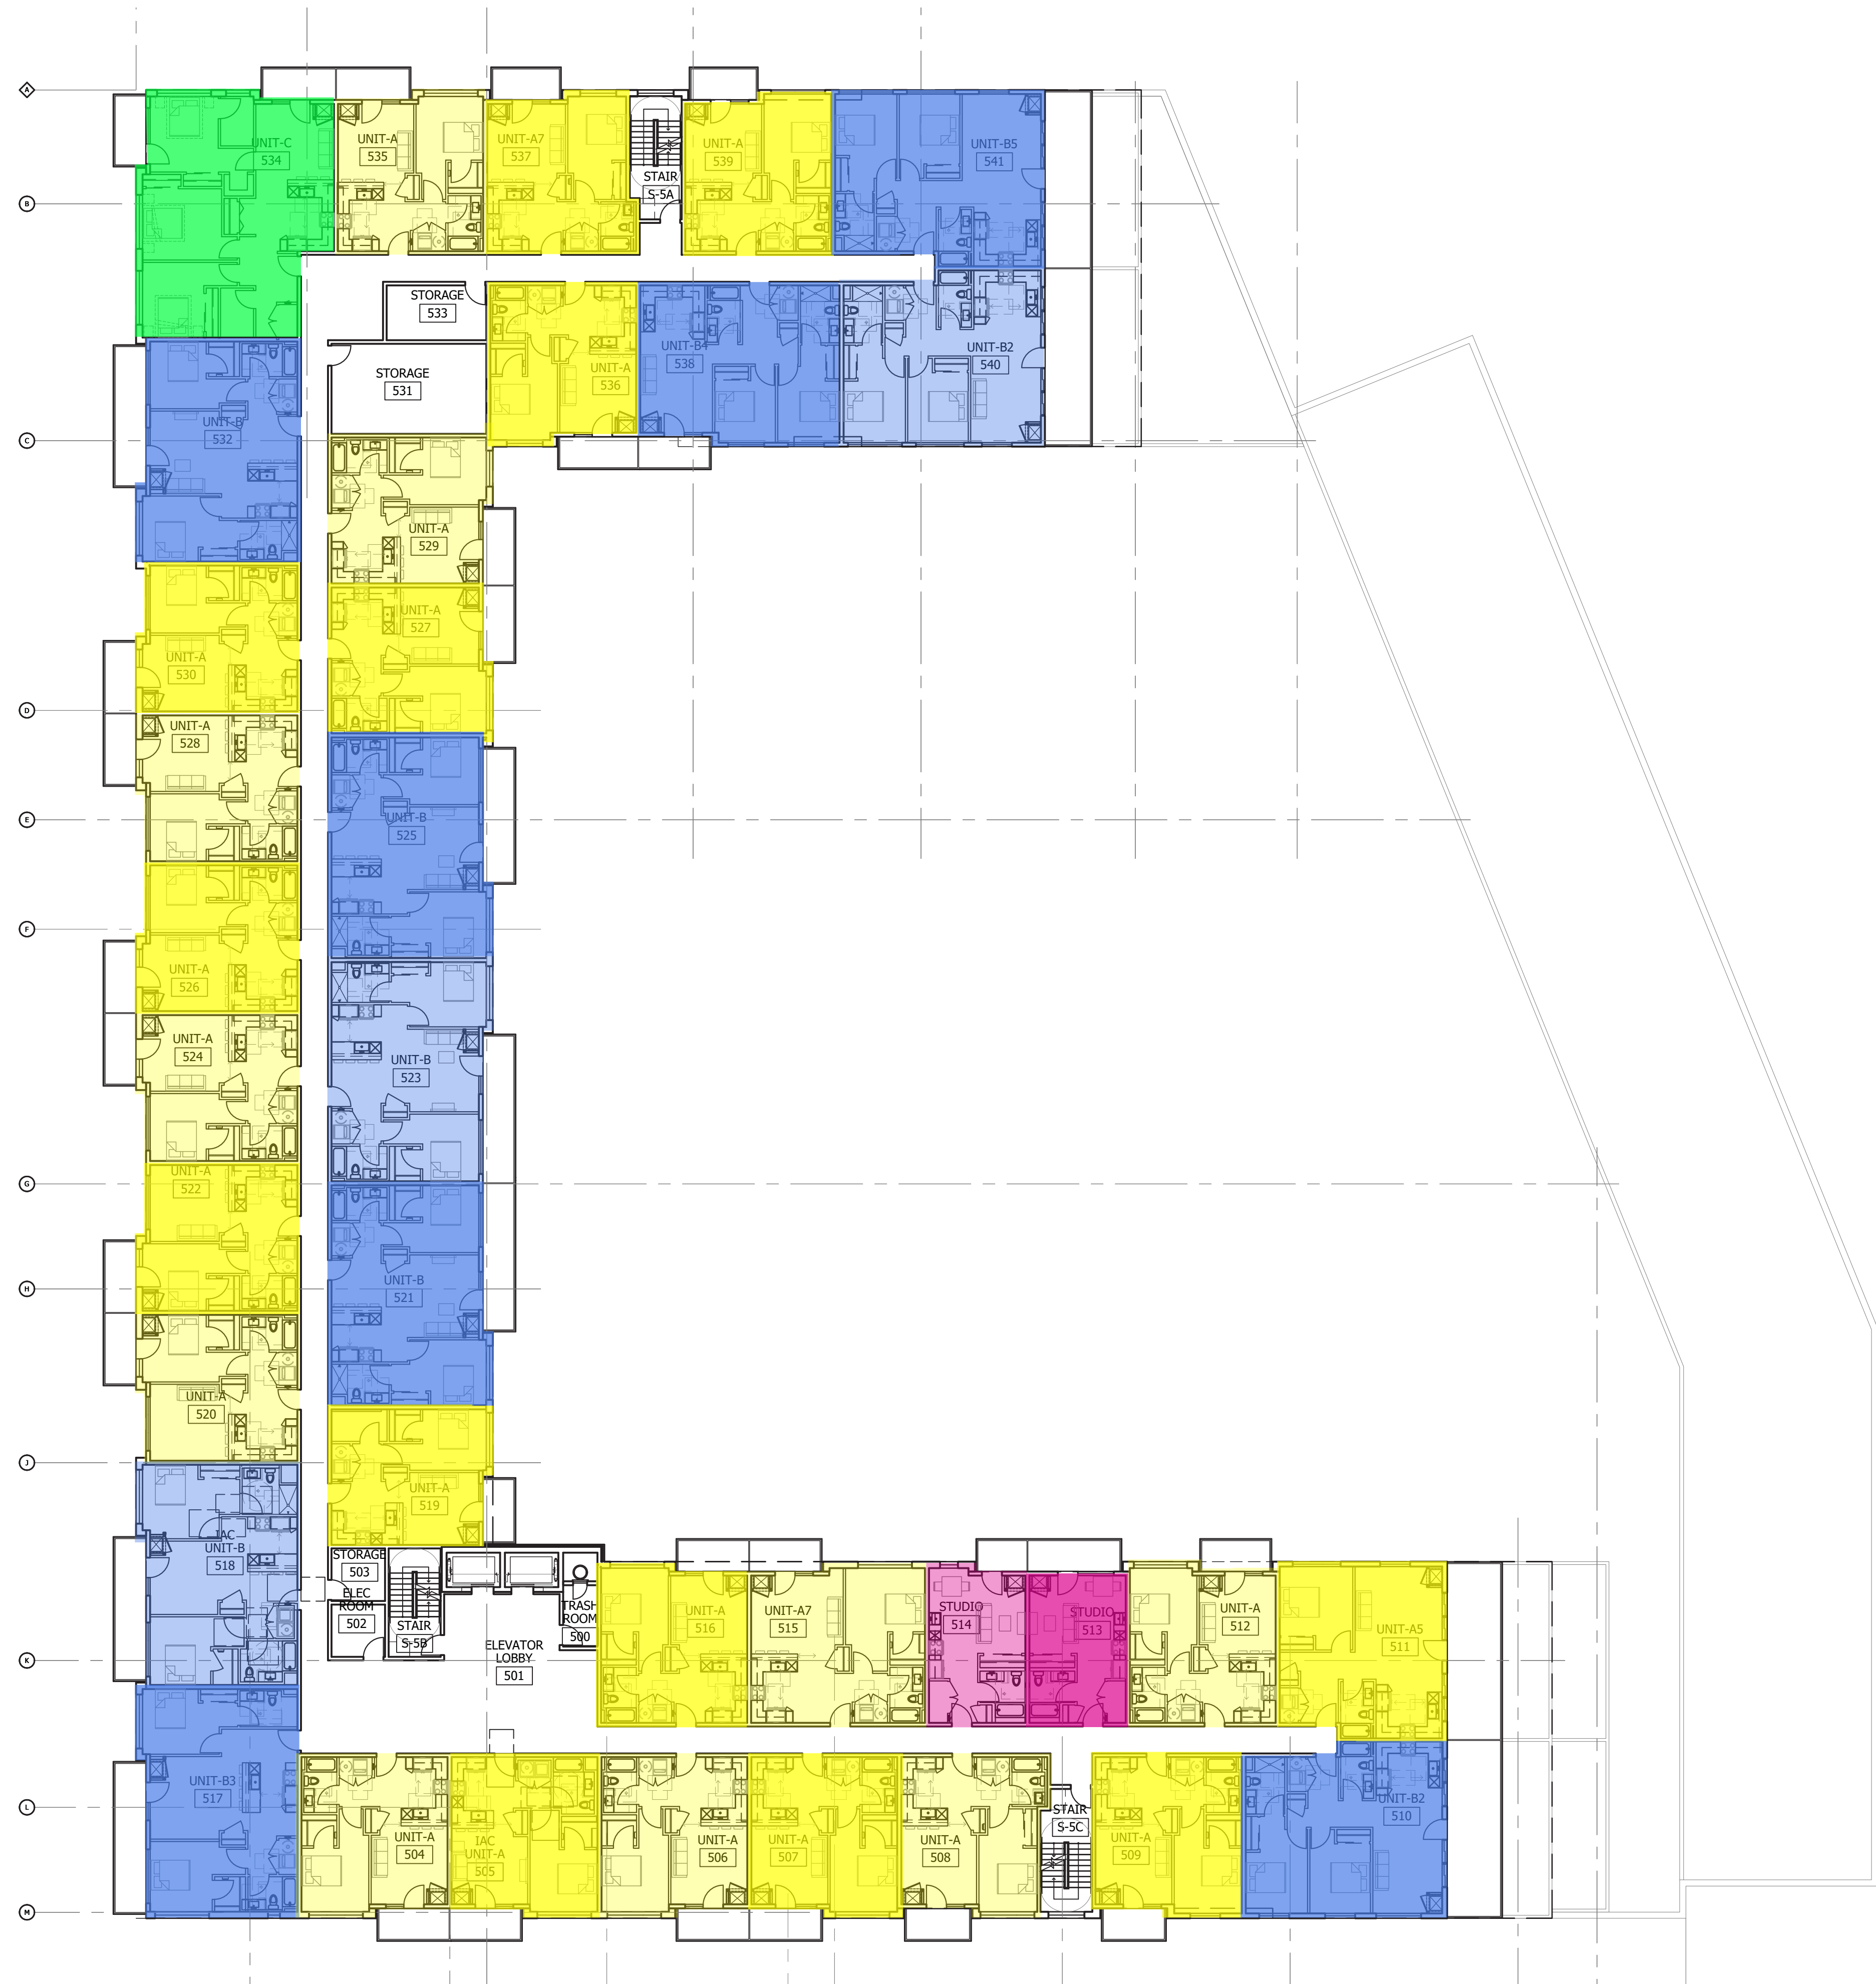 A
UNIT-C
534
UNIT-A
535
UNIT-A7
537
STAIR
S-5A
UNIT-A
539
UNIT-B5
541
B
STORAGE
533
STORAGE
531
UNIT-A
536
UNIT-B4
538
UNIT-B2
540
UNIT-B
532
C
UNIT-A
529
UNIT-A
527
UNIT-A
530
D
UNIT-A
528
E
UNIT-B
525
F
UNIT-A
526
UNIT-A
524
UNIT-B
523
UNIT-A
522
G
H
UNIT-B
521
UNIT-A
520
J
UNIT-A
519
IAC
UNIT-B
518
STORAGE
503
ELEC
ROOM
502
STAIR
S-5B
TRASH
ROOM
500
ELEVATOR
LOBBY
501
UNIT-A
516
UNIT-A7
515
STUDIO
514
STUDIO
513
UNIT-A
512
UNIT-A5
511
K
UNIT-B3
517
L
UNIT-A
504
IAC
UNIT-A
505
UNIT-A
506
UNIT-A
507
UNIT-A
508
STAIR
S-5C
UNIT-A
509
UNIT-B2
510
M